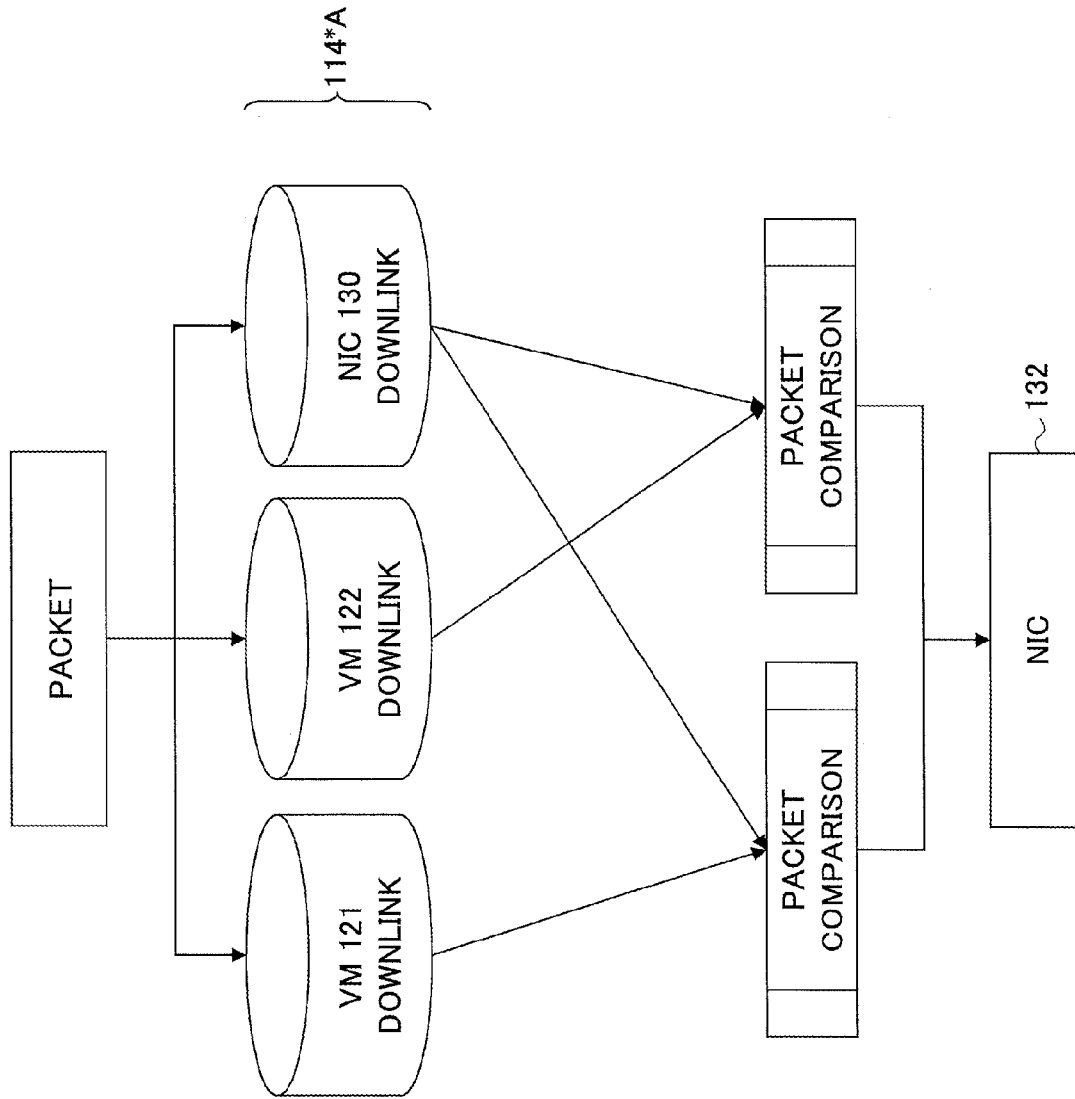 PACKET
114*A
VM 121
DOWNLINK
VM 122
DOWNLINK
NIC 130
DOWNLINK
PACKET
COMPARISON
PACKET
COMPARISON
132
NIC